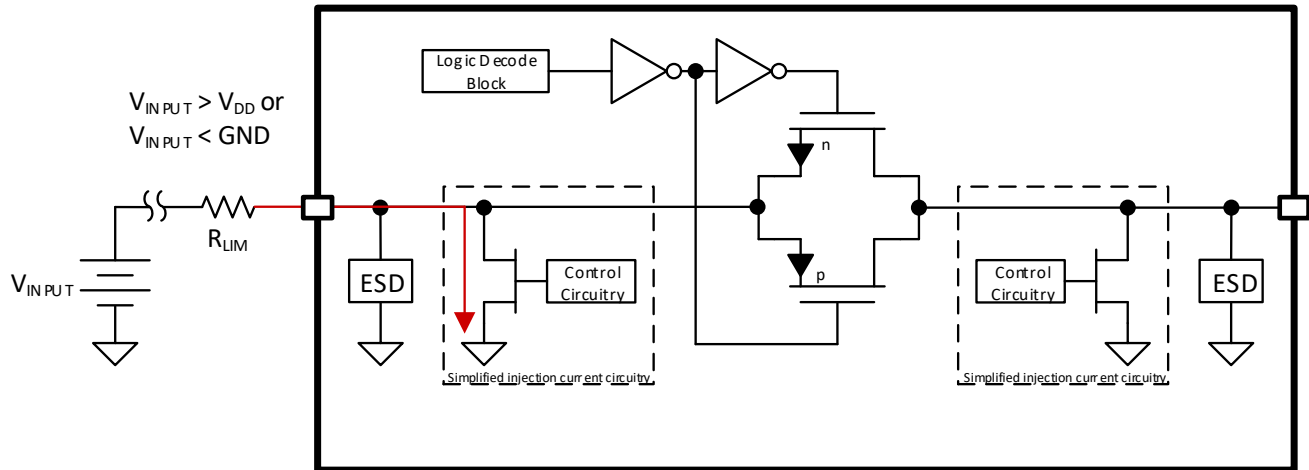 Logic Decode
Block
V_INPUT > V_DD or
V_INPUT < GND
n
R_LIM
V_INPUT
ESD
Control
Circuitry
p
Control
Circuitry
ESD
Simplified injection current circuitry
Simplified injection current circuitry